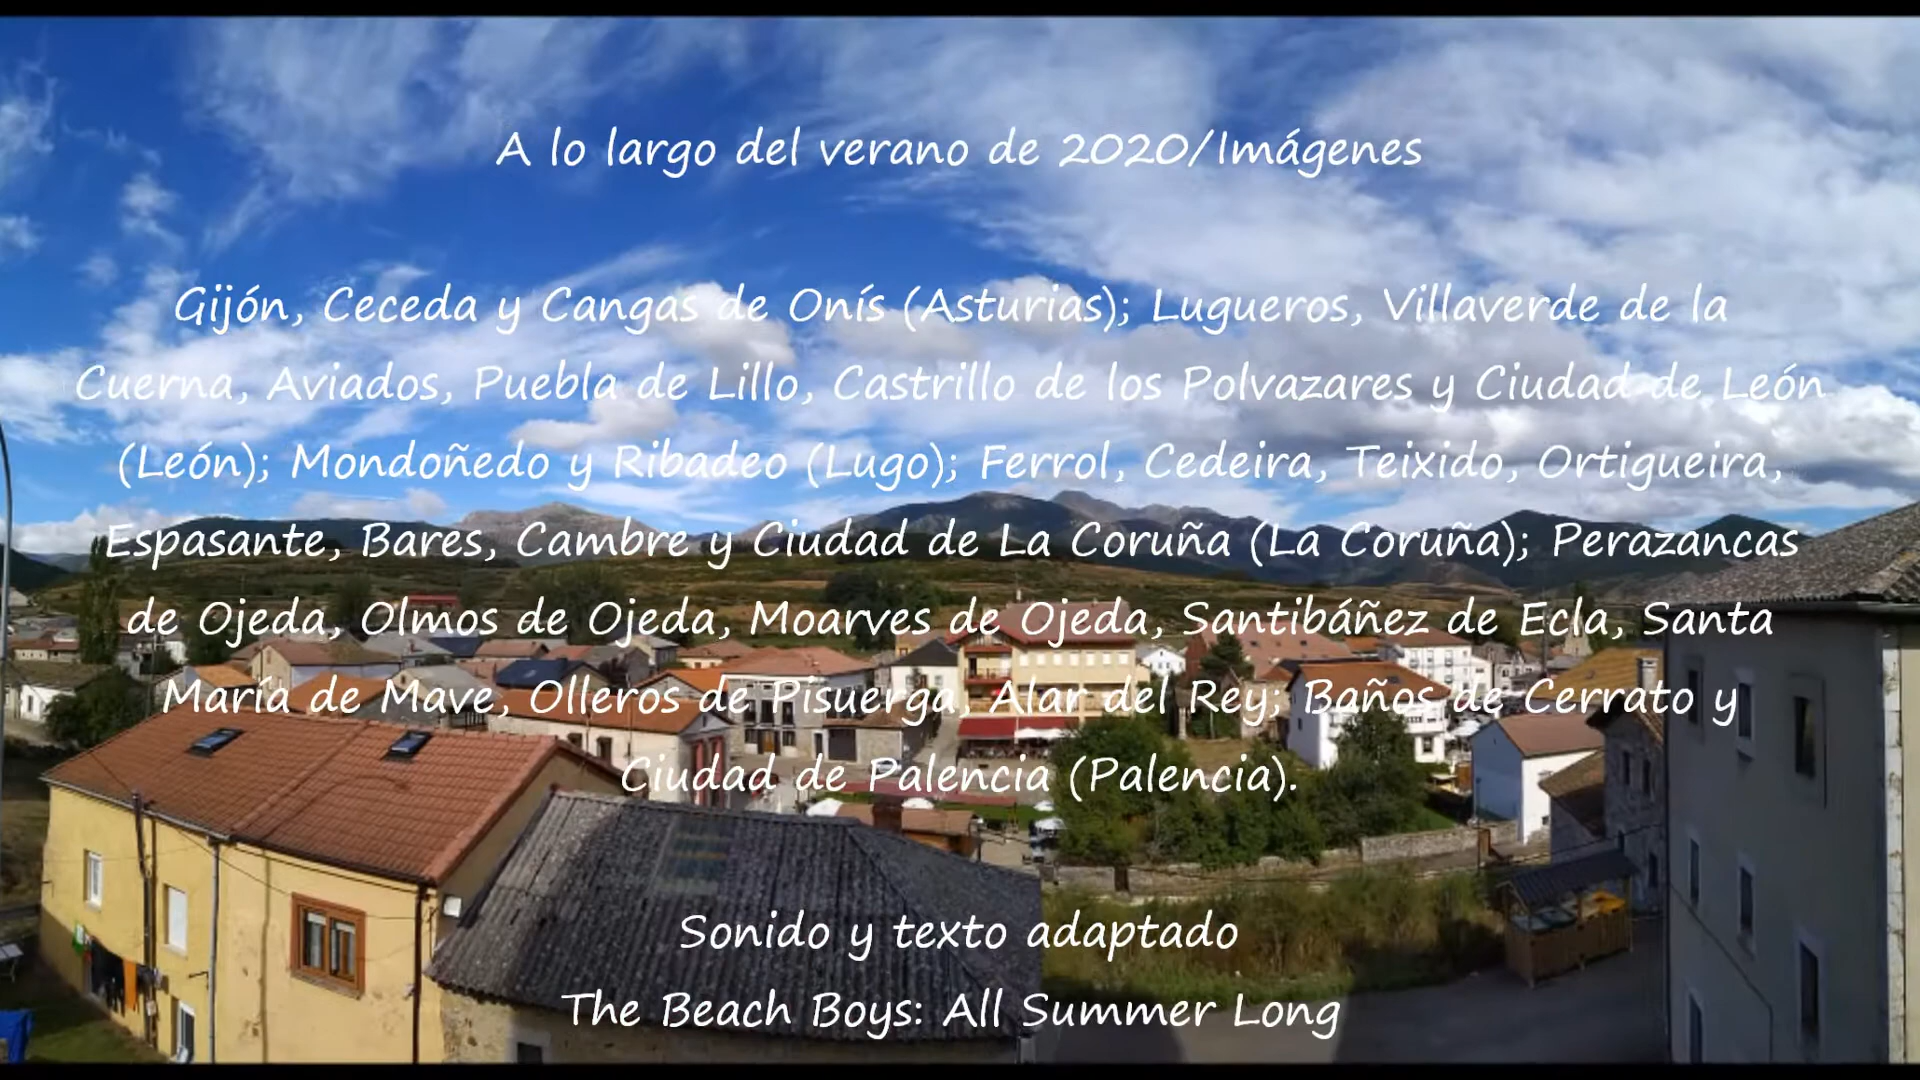 A lo largo del verano de 2020/Imágenes
Gijón, Ceceda y Cangas de Onís (Asturias); Lugueros, Villaverde de la
Cuerna, Aviados, Puebla de Lillo, Castrillo de los Polvazares y Ciudad de León
(León); Mondoñedo y Ribadeo (Lugo); Ferrol, Cedeira, Teixido, Ortigueira,
Espasante, Bares, Cambre y Ciudad de La Coruña (La Coruña); Perazancas
de Ojeda, Olmos de Ojeda, Moarves de Ojeda, Santibáñez de Ecla, Santa
María de Mave, Olleros de Pisuerga, Alar del Rey; Baños de Cerrato y
Ciudad de Palencia (Palencia).
Sonido y texto adaptado
The Beach Boys: All Summer Long